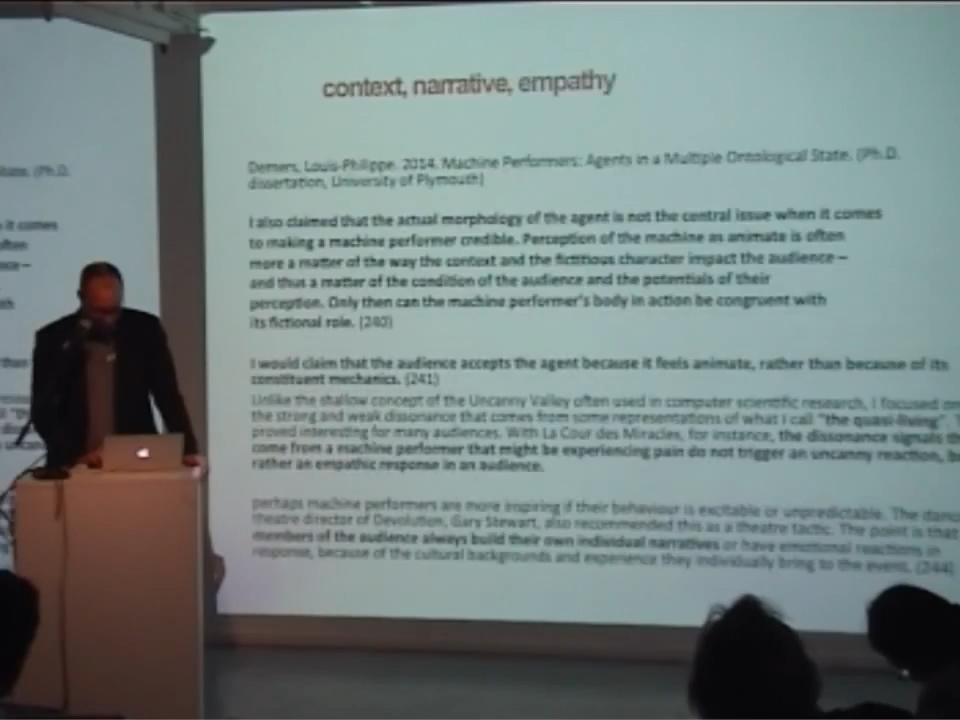 context, narrative, empathy
Demers, Louis-Philippe. 2014. Machine Performers: Agents in a Multiple Ontological State. (Ph.D.
dissertation, University of Plymouth)
I also claimed that the actual morphology of the agent is not the central issue when it comes
to making a machine performer credible. Perception of the machine as animate is often
more a matter of the way the context and the fictitious character impact the audience –
and thus a matter of the condition of the audience and the potentials of their
perception. Only then can the machine performer's body in action be congruent with
its fictional role. (240)
I would claim that the audience accepts the agent because it feels animate, rather than because of its
constituent mechanics. (241)
Unlike the shallow concept of the Uncanny Valley often used in computer scientific research, I focused
the strong and weak dissonance that comes from some representations of what I call "the quasi-living".
proved interesting for many audiences. With La Cour des Miracles, for instance, the dissonance signals
come from a machine performer that might be experiencing pain do not trigger an uncanny reaction,
rather an empathic response in an audience.
perhaps machine performers are more inspiring if their behaviour is excitable or unpredictable. The
theatre director of Devolution, Gary Stewart, also recommended this as a theatre tactic. The point is that
members of the audience always build their own individual narratives or have emotional reactions in
response, because of the cultural backgrounds and experience they individually bring to the event. (244)